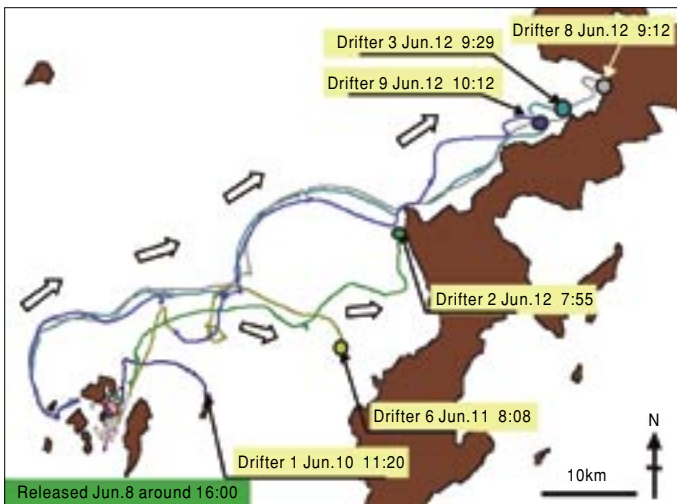 Drifter 8 Jun.12 9:12
Drifter 3 Jun.12 9:29
Drifter 9 Jun.12 10:12
Drifter 2 Jun.12 7:55
Drifter 6 Jun.11 8:08
Drifter 1 Jun.10 11:20
N
10km
Released Jun.8 around 16:00